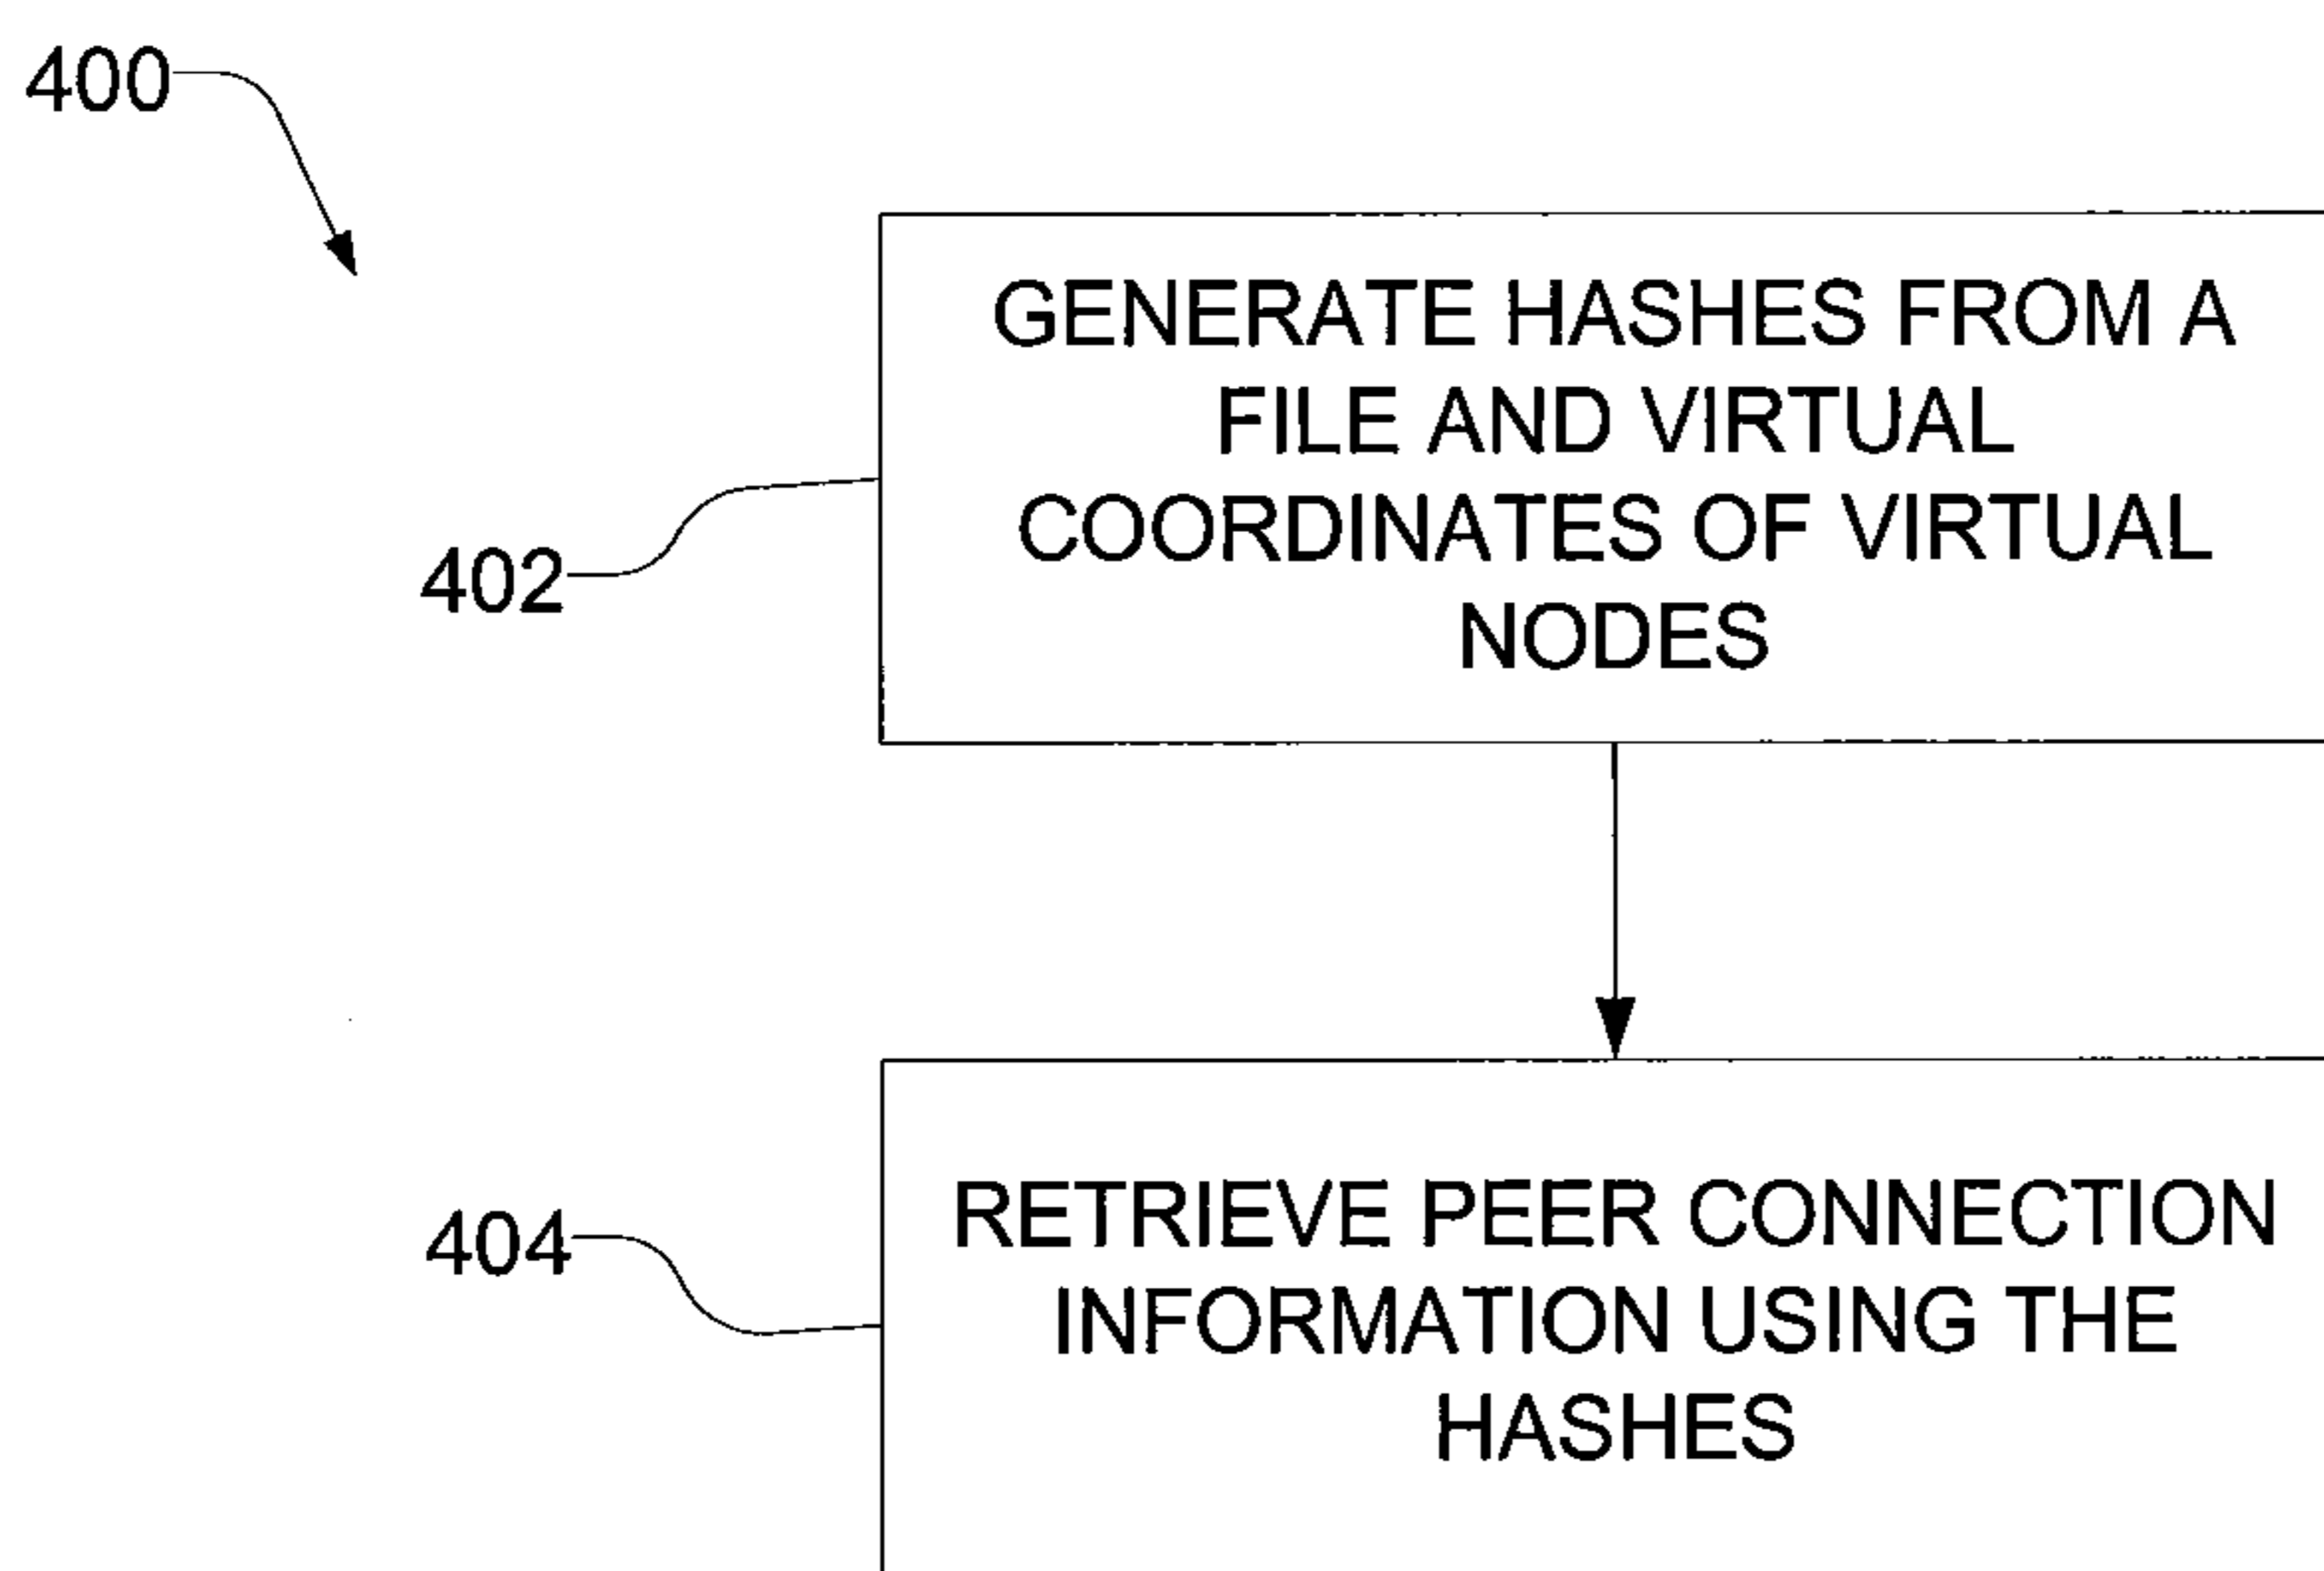 400
GENERATE HASHES FROM A
FILE AND VIRTUAL
COORDINATES OF VIRTUAL
NODES
402
RETRIEVE PEER CONNECTION
INFORMATION USING THE
HASHES
404